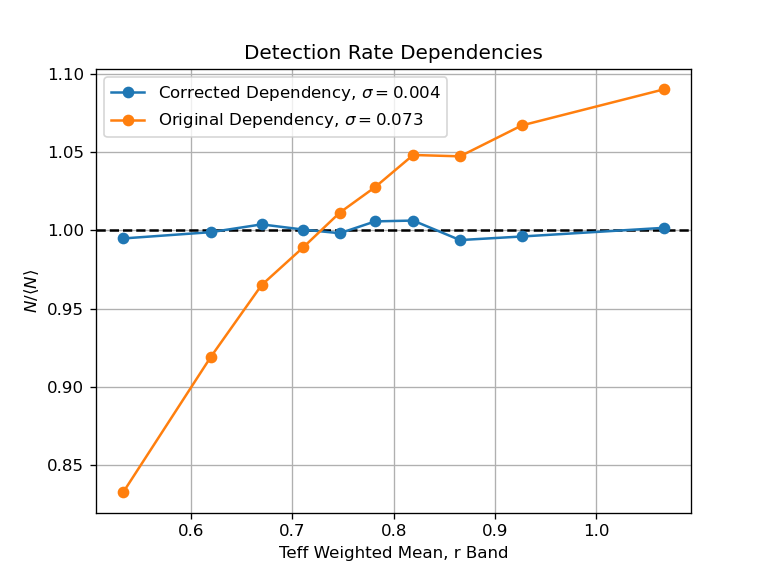 Detection Rate Dependencies
Corrected Dependency, σ = 0.004
Original Dependency, σ = 0.073
1.10
1.05
1.00
0.95
0.90
0.85
N/⟨N⟩
0.6 0.7 0.8 0.9 1.0
Teff Weighted Mean, r Band